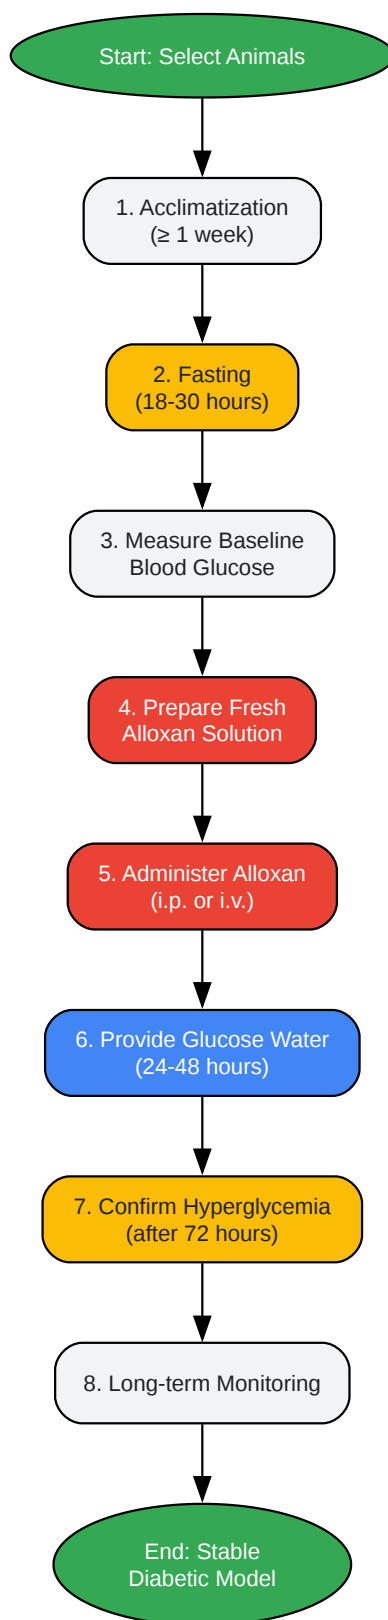 Start: Select Animals
1. Acclimatization
(≥ 1 week)
2. Fasting
(18-30 hours)
3. Measure Baseline
Blood Glucose
4. Prepare Fresh
Alloxan Solution
5. Administer Alloxan
(i.p. or i.v.)
6. Provide Glucose Water
(24-48 hours)
7. Confirm Hyperglycemia
(after 72 hours)
8. Long-term Monitoring
End: Stable
Diabetic Model